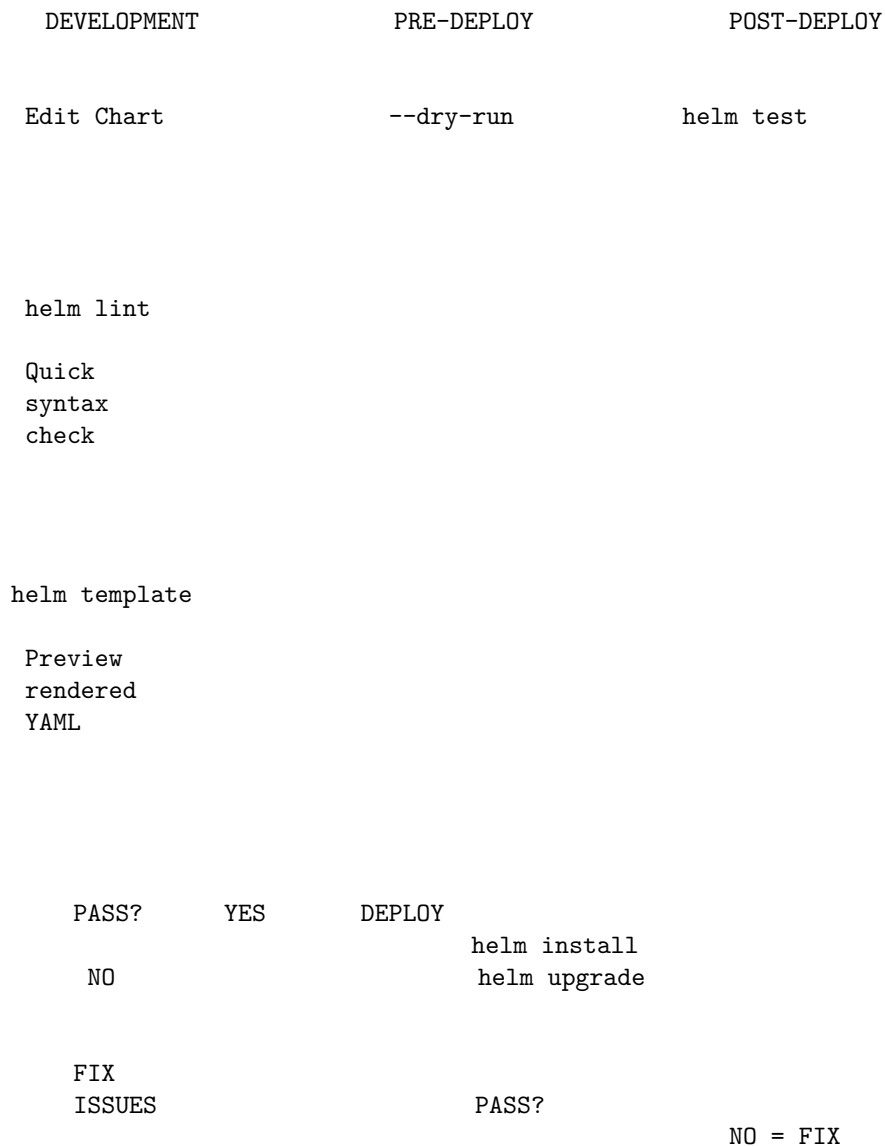 DEVELOPMENT PRE-DEPLOY POST-DEPLOY
Edit Chart --dry-run helm test
helm lint
Quick
syntax
check
helm template
Preview
rendered
YAML
PASS? YES DEPLOY
helm install
NO helm upgrade
FIX
ISSUES PASS?
NO = FIX